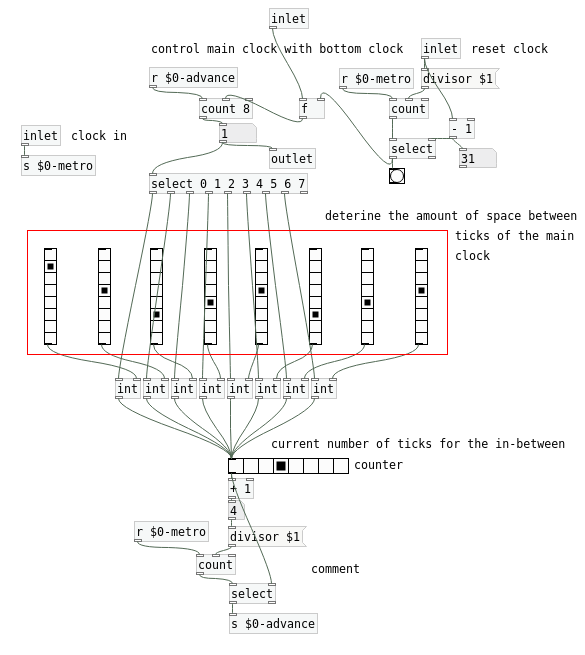 inlet
control main clock with bottom clock
inlet reset clock
r $0-advance
r $0-metro
divisor $1
count 8
f
count
inlet clock in
1
- 1
s $0-metro
outlet
select
31
select 0 1 2 3 4 5 6 7
deterine the amount of space between
ticks of the main
clock
int int int int int int int int
current number of ticks for the in-between
counter
+ 1
4
r $0-metro
divisor $1
count
comment
select
s $0-advance